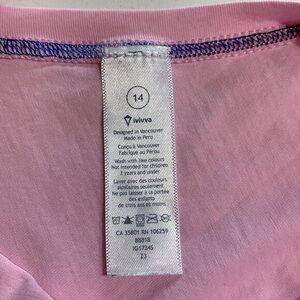 14
ivivva
Designed in Vancouver
Made in Peru
Conçu à Vancouver
Fabriqué au Pérou
Wash with like colours
Not intended for children
3 years and under
Laver avec des couleurs
similaires seulement
Ne pas laisser à la portée
des enfants
de trois ans et moins
CA 35801 RN 106259
IG1734S
23